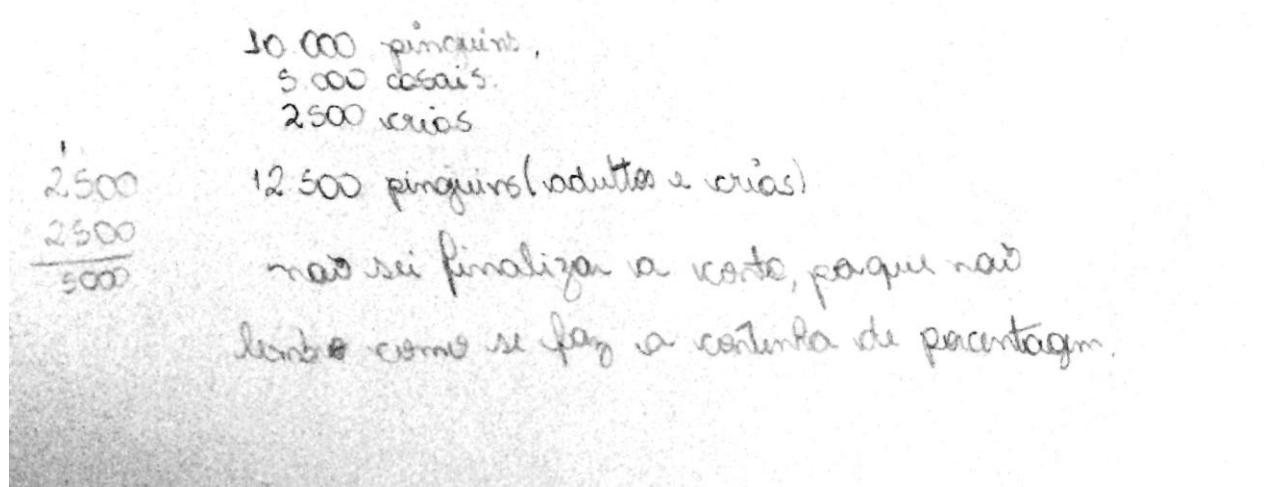 10.000 pinguins,
5.000 casais.
2500 crias
1
2500
2500
5000
12.500 pinguins (adultos e crias)
não sei finalizar a conta, porque não
lembro como se faz a continha de porcentagem.